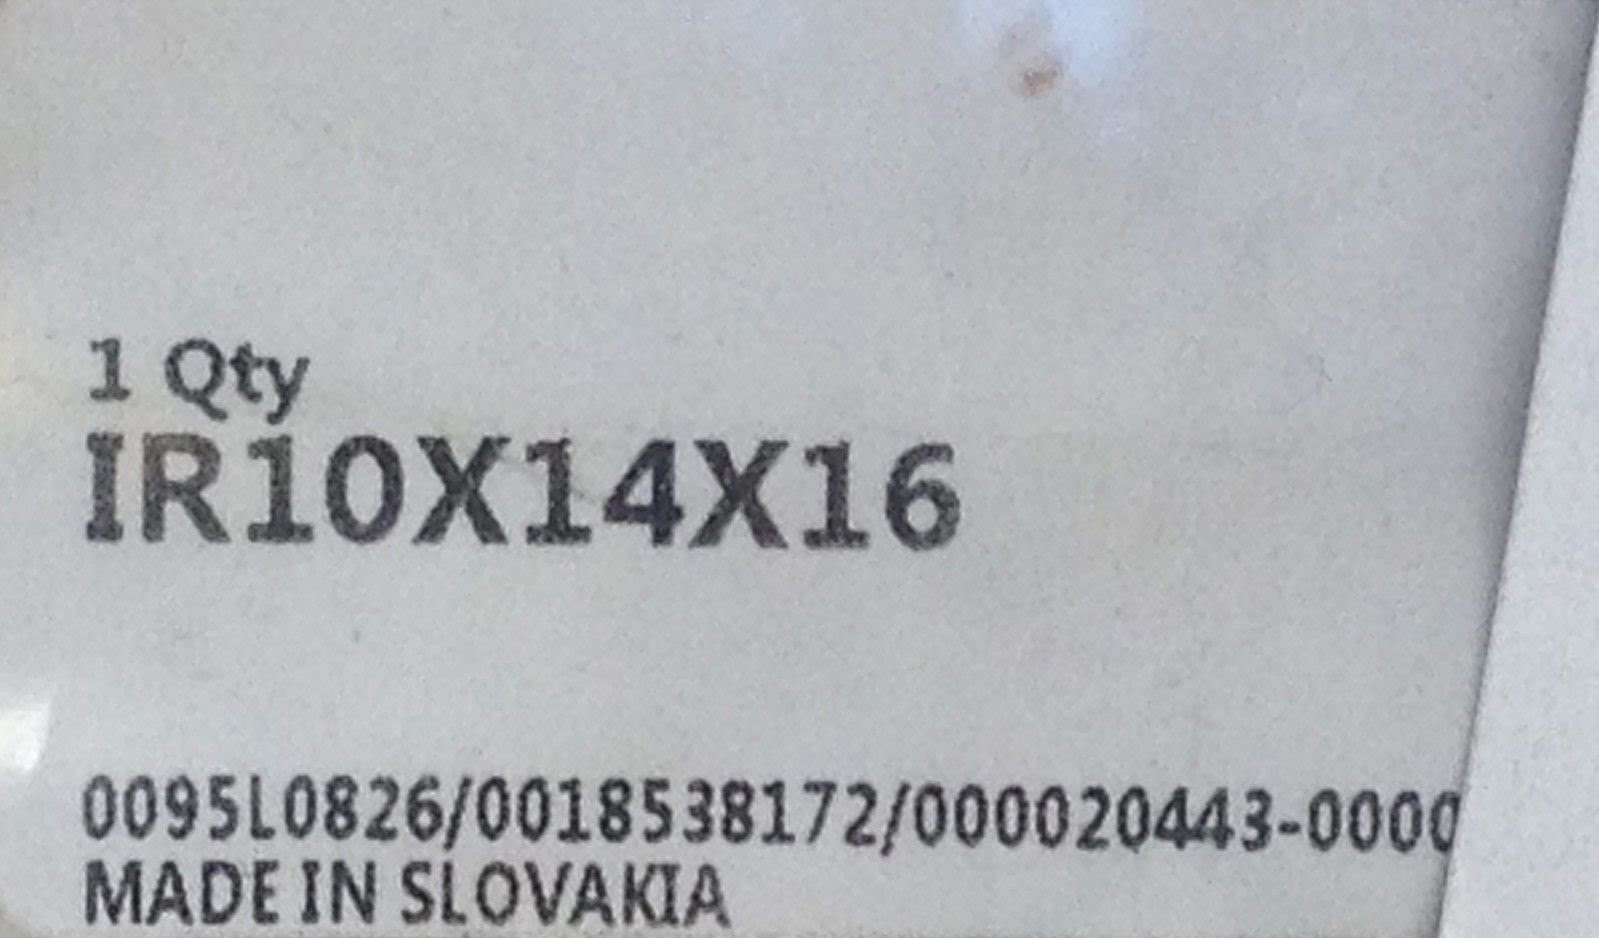 1 Qty
IR10X14X16
0095L0826/0018538172/000020443-0000
MADE IN SLOVAKIA